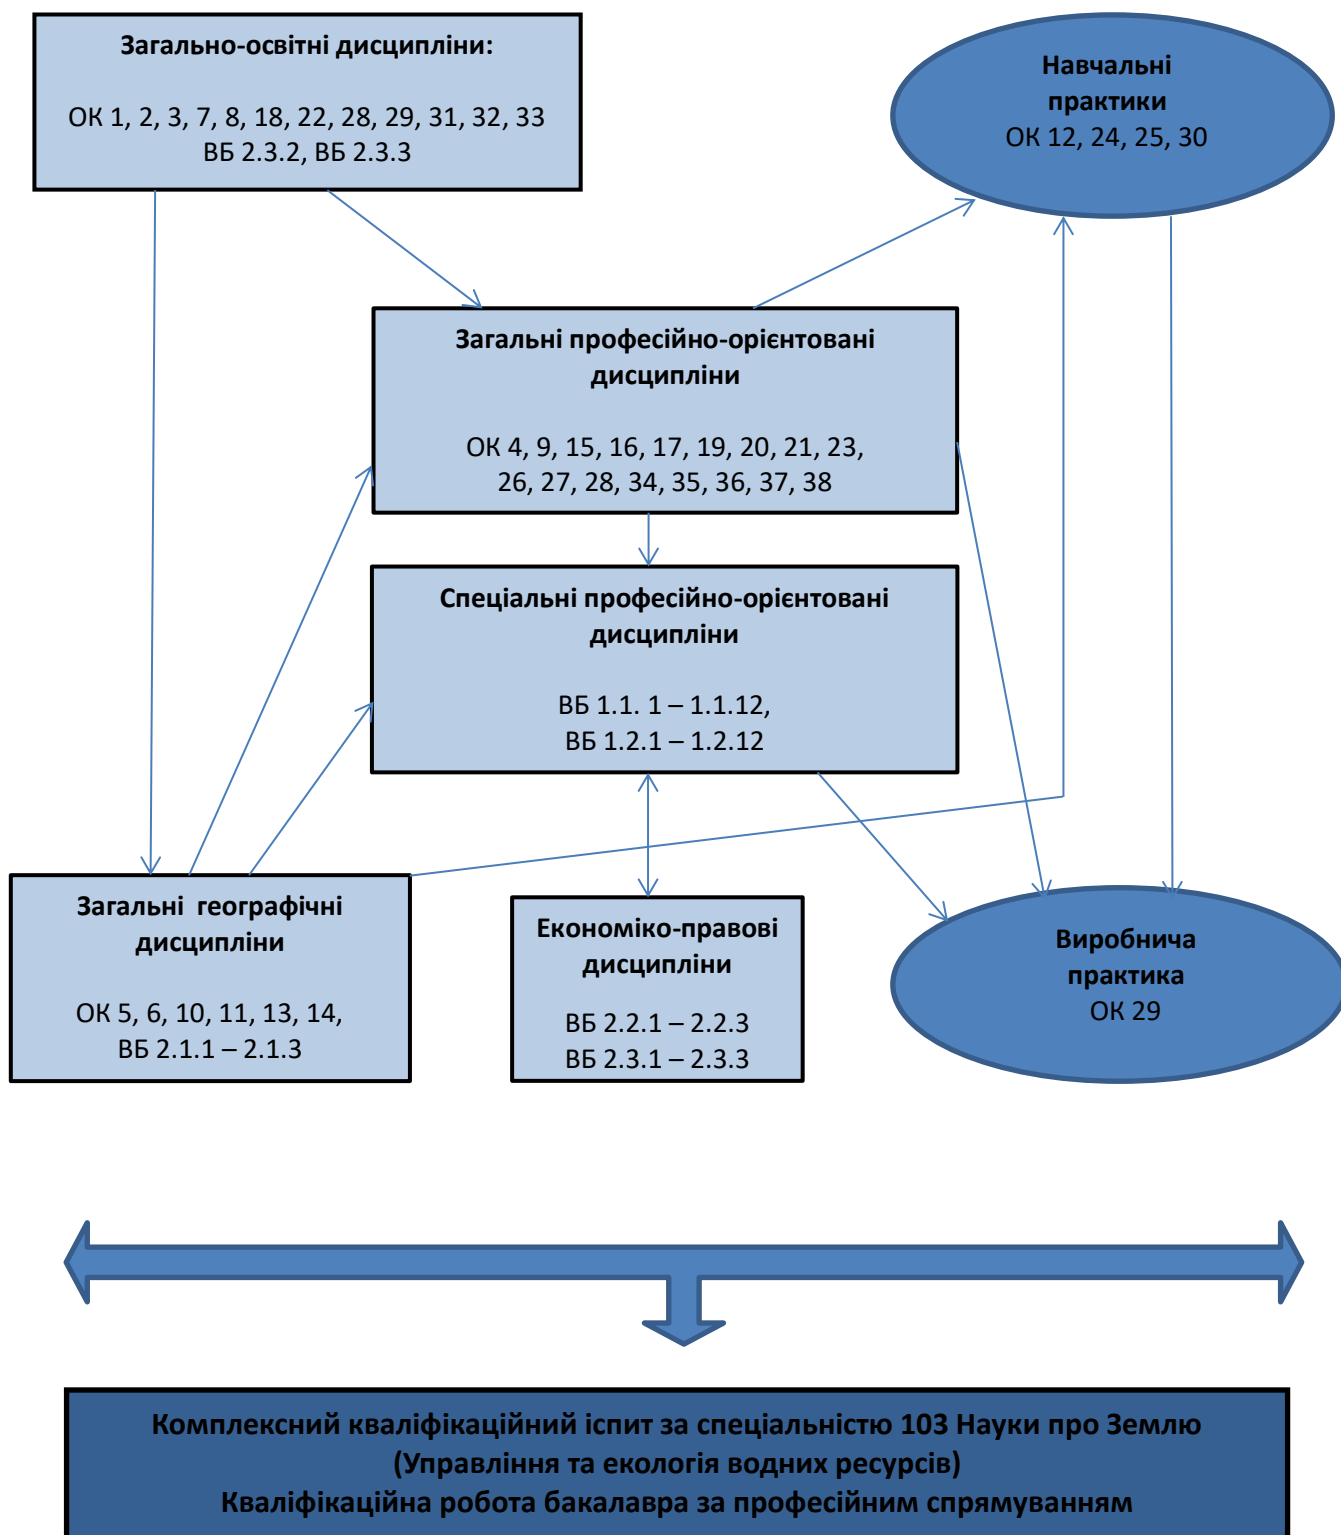 Загально-освітні дисципліни:
ОК 1, 2, 3, 7, 8, 18, 22, 28, 29, 31, 32, 33
ВБ 2.3.2, ВБ 2.3.3
Навчальні
практики
ОК 12, 24, 25, 30
Загальні професійно-орієнтовані
дисципліни
ОК 4, 9, 15, 16, 17, 19, 20, 21, 23,
26, 27, 28, 34, 35, 36, 37, 38
Спеціальні професійно-орієнтовані
дисципліни
ВБ 1.1. 1 – 1.1.12,
ВБ 1.2.1 – 1.2.12
Загальні географічні
дисципліни
ОК 5, 6, 10, 11, 13, 14,
ВБ 2.1.1 – 2.1.3
Економіко-правові
дисципліни
ВБ 2.2.1 – 2.2.3
ВБ 2.3.1 – 2.3.3
Виробнича
практика
ОК 29
Комплексний кваліфікаційний іспит за спеціальністю 103 Науки про Землю
(Управління та екологія водних ресурсів)
Кваліфікаційна робота бакалавра за професійним спрямуванням